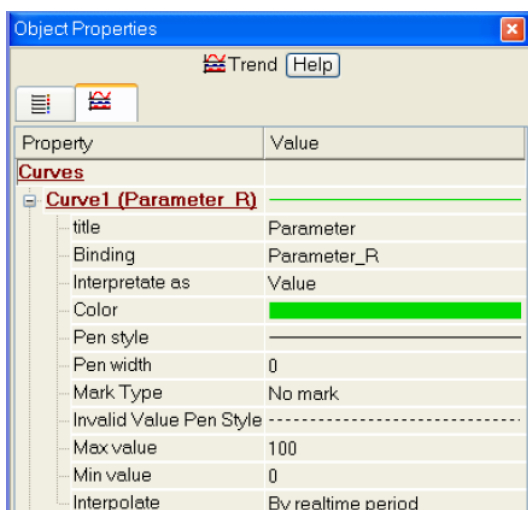 Object Properties
Trend Help
Property Value
Curves
Curve1 (Parameter_R)
title Parameter
Binding Parameter_R
Interpretate as Value
Color
Pen style
Pen width 0
Mark Type No mark
Invalid Value Pen Style
Max value 100
Min value 0
Interpolate By realtime period